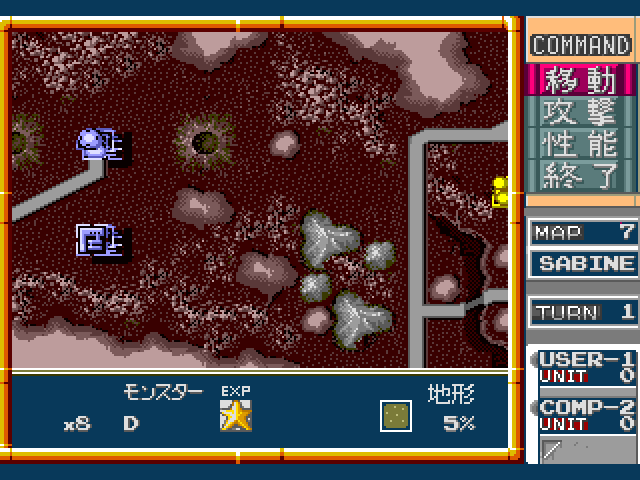 COMMAND
移動
攻撃
性能
終了
MAP 7
SABINE
TURN 1
USER-1
UNIT 0
COMP-2
UNIT 0
モンスター EXP 地形
x8 D 5%